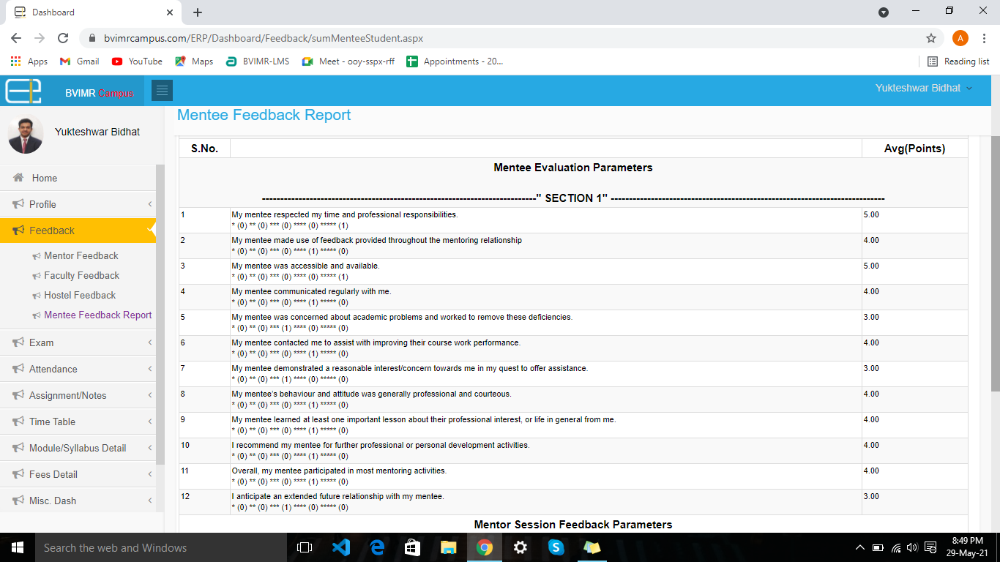 Dashboard
bvimrcampus.com/ERP/Dashboard/Feedback/sumMenteeStudent.aspx
A
Apps
Gmail
YouTube
Maps
BVIMR-LMS
Meet - ooy-sspx-rff
Appointments - 20...
Reading list
BVIMR Campus
Yukteshwar Bidhat
Yukteshwar Bidhat
Home
Profile
Feedback
Mentor Feedback
Faculty Feedback
Hostel Feedback
Mentee Feedback Report
Exam
Attendance
Assignment/Notes
Time Table
Module/Syllabus Detail
Fees Detail
Misc. Dash
Mentee Feedback Report
S.No. Avg(Points)
Mentee Evaluation Parameters
---------------------------------------------------------------------------" SECTION 1" ---------------------------------------------------------------------------
1 My mentee respected my time and professional responsibilities. 5.00
* (0) ** (0) *** (0) **** (0) ***** (1)
2 My mentee made use of feedback provided throughout the mentoring relationship 4.00
* (0) ** (0) *** (0) **** (1) ***** (0)
3 My mentee was accessible and available. 5.00
* (0) ** (0) *** (0) **** (0) ***** (1)
4 My mentee communicated regularly with me. 4.00
* (0) ** (0) *** (0) **** (1) ***** (0)
5 My mentee was concerned about academic problems and worked to remove these deficiencies. 3.00
* (0) ** (0) *** (1) **** (0) ***** (0)
6 My mentee contacted me to assist with improving their course work performance. 4.00
* (0) ** (0) *** (0) **** (1) ***** (0)
7 My mentee demonstrated a reasonable interest/concern towards me in my quest to offer assistance. 3.00
* (0) ** (0) *** (1) **** (0) ***** (0)
8 My mentee's behaviour and attitude was generally professional and courteous. 4.00
* (0) ** (0) *** (0) **** (1) ***** (0)
9 My mentee learned at least one important lesson about their professional interest, or life in general from me. 4.00
* (0) ** (0) *** (0) **** (1) ***** (0)
10 I recommend my mentee for further professional or personal development activities. 4.00
* (0) ** (0) *** (0) **** (1) ***** (0)
11 Overall, my mentee participated in most mentoring activities. 4.00
* (0) ** (0) *** (0) **** (1) ***** (0)
12 I anticipate an extended future relationship with my mentee. 3.00
* (0) ** (0) *** (1) **** (0) ***** (0)
Mentor Session Feedback Parameters
Search the web and Windows
8:49 PM
29-May-21